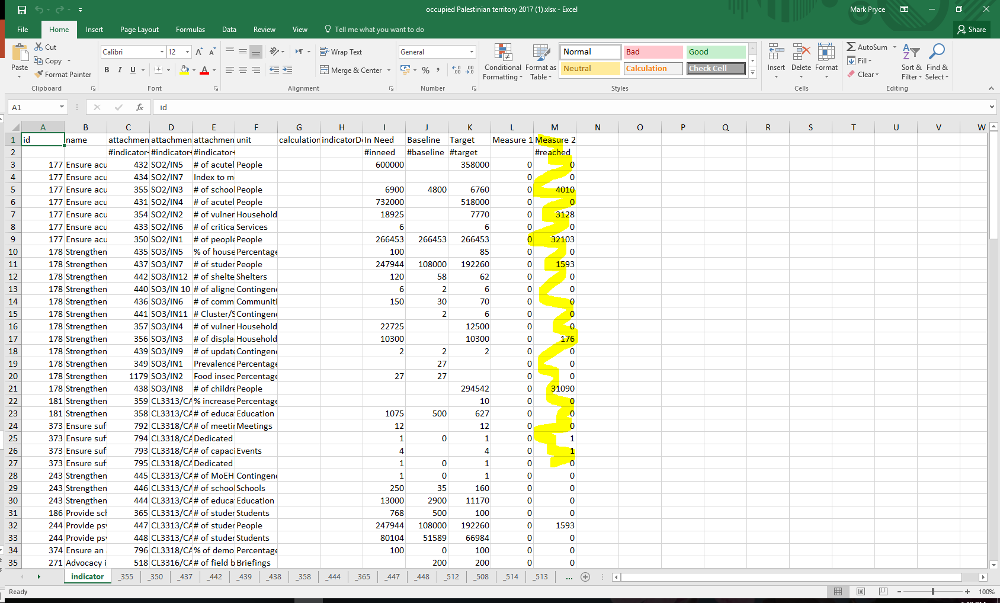 occupied Palestinian territory 2017 (1).xlsx - Excel
Mark Pryce
File Home Insert Page Layout Formulas Data Review View Tell me what you want to do Share
Cut
Copy
Format Painter
Paste
Clipboard
Calibri 12
B I U
Font
Wrap Text
Merge & Center
Alignment
General
Number
Conditional Formatting
Format as Table
Normal Bad Good
Neutral Calculation Check Cell
Styles
Insert Delete Format
Cells
AutoSum
Fill
Clear
Sort & Filter
Find & Select
Editing
A1 fx id
A B C D E F G H I J K L M N O P Q R S T U V W
1 id name attachmen attachmen attachmen unit calculation indicatorDe In Need Baseline Target Measure 1 Measure 2
2 #indicator+ #indicator+ #indicator+ #inneed #baseline #target #reached
3 177 Ensure acu 432 SO2/IN5 # of acutel People 600000 358000 0 0
4 177 Ensure acu 434 SO2/IN7 Index to m 0 0
5 177 Ensure acu 355 SO2/IN3 # of school People 6900 4800 6760 0 4010
6 177 Ensure acu 431 SO2/IN4 # of acutel People 732000 518000 0 0
7 177 Ensure acu 354 SO2/IN2 # of vulner Household 18925 7770 0 3128
8 177 Ensure acu 433 SO2/IN6 # of critica Services 6 6 0 0
9 177 Ensure acu 350 SO2/IN1 # of people People 266453 266453 266453 0 32103
10 178 Strengthen 435 SO3/IN5 % of house Percentage 100 85 0 0
11 178 Strengthen 437 SO3/IN7 # of studer People 247944 108000 192260 0 1593
12 178 Strengthen 442 SO3/IN12 # of shelte Shelters 120 58 62 0 0
13 178 Strengthen 440 SO3/IN 10 # of aligne Contingenc 6 2 6 0 0
14 178 Strengthen 436 SO3/IN6 # of comm Communiti 150 30 70 0 0
15 178 Strengthen 441 SO3/IN11 # Cluster/S Contingenc 2 6 0 0
16 178 Strengthen 357 SO3/IN4 # of vulner Household 22725 12500 0 0
17 178 Strengthen 356 SO3/IN3 # of displa Household 10300 10300 0 176
18 178 Strengthen 439 SO3/IN9 # of update Contingenc 2 2 2 0 0
19 178 Strengthen 349 SO3/IN1 Prevalence Percentage 27 0 0
20 178 Strengthen 1179 SO3/IN2 Food insec Percentage 27 27 0 0
21 178 Strengthen 438 SO3/IN8 # of childre People 294542 0 31090
22 181 Strengthen 359 CL3313/CA % increase Percentage 10 0 0
23 181 Strengthen 358 CL3313/CA # of educa Education 1075 500 627 0 0
24 373 Ensure suf 792 CL3318/CA # of meetin Meetings 12 12 0 0
25 373 Ensure suf 794 CL3318/CA Dedicated 1 0 1 0 1
26 373 Ensure suf 793 CL3318/CA # of capaci Events 4 4 0 1
27 373 Ensure suf 795 CL3318/CA Dedicated 1 0 1 0 0
28 243 Strengthen 445 CL3313/CA # of MoEH Contingenc 1 0 1 0 0
29 243 Strengthen 446 CL3313/CA # of school Schools 250 35 160 0 0
30 243 Strengthen 444 CL3313/CA # of educa Education 13000 2900 11170 0 0
31 186 Provide sch 365 CL3313/CA # of studer Students 768 500 100 0 0
32 244 Provide psy 447 CL3313/CA # of studer People 247944 108000 192260 0 1593
33 244 Provide psy 448 CL3313/CA # of studer Students 80104 51589 66984 0 0
34 374 Ensure an 796 CL3318/CA % of demo Percentage 100 0 100 0 0
35 271 Advocacy i 518 CL3316/CA # of field b Briefings 200 200 0 0
indicator _355 _350 _437 _442 _439 _438 _358 _444 _365 _447 _448 _512 _508 _514 _513 ...
Ready 100%